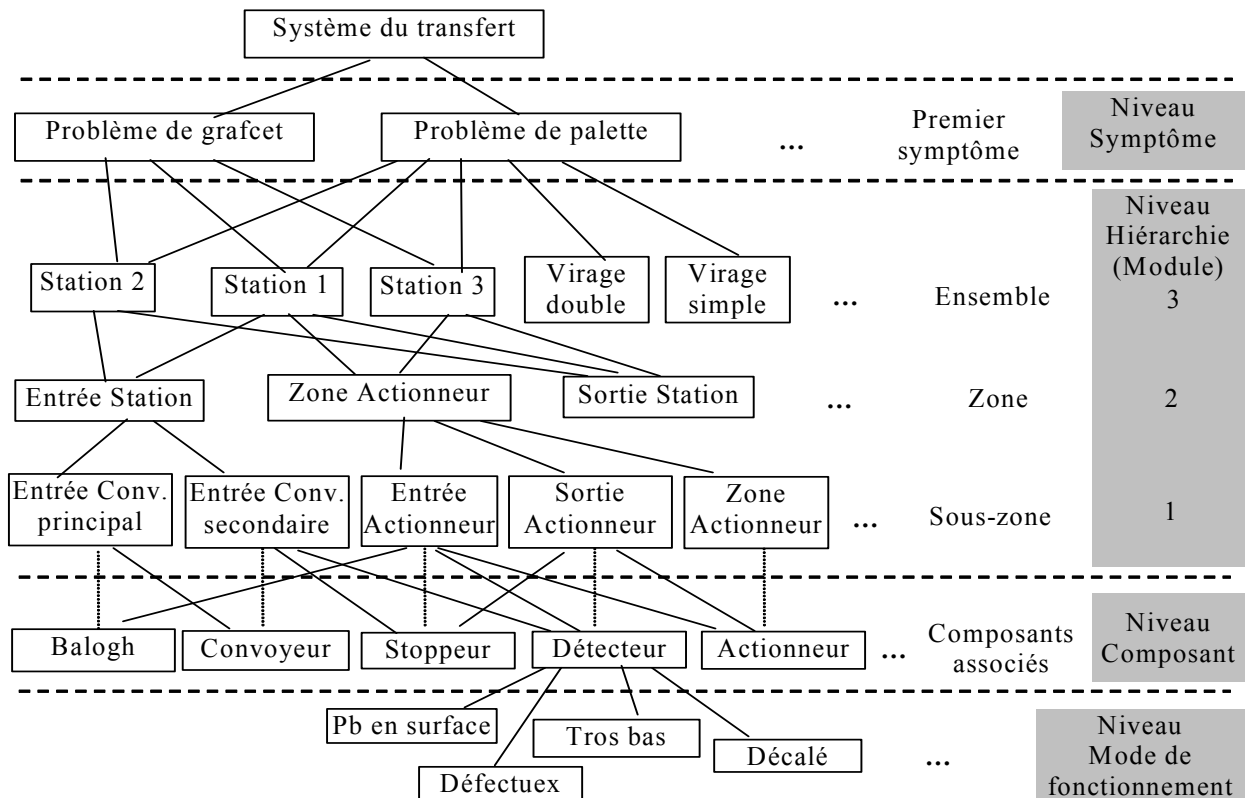 Système du transfert
Problème de grafcet
Problème de palette
...
Premier
symptôme
Niveau
Symptôme
Niveau
Hiérarchie
(Module)
Station 2
Station 1
Station 3
Virage
double
Virage
simple
...
Ensemble
3
Entrée Station
Zone Actionneur
Sortie Station
...
Zone
2
Entrée Conv.
principal
Entrée Conv.
secondaire
Entrée
Actionneur
Sortie
Actionneur
Zone
Actionneur
...
Sous-zone
1
Balogh
Convoyeur
Stoppeur
Détecteur
Actionneur
...
Composants
associés
Niveau
Composant
Pb en surface
Défectuex
Tros bas
Décalé
...
Niveau
Mode de
fonctionnement